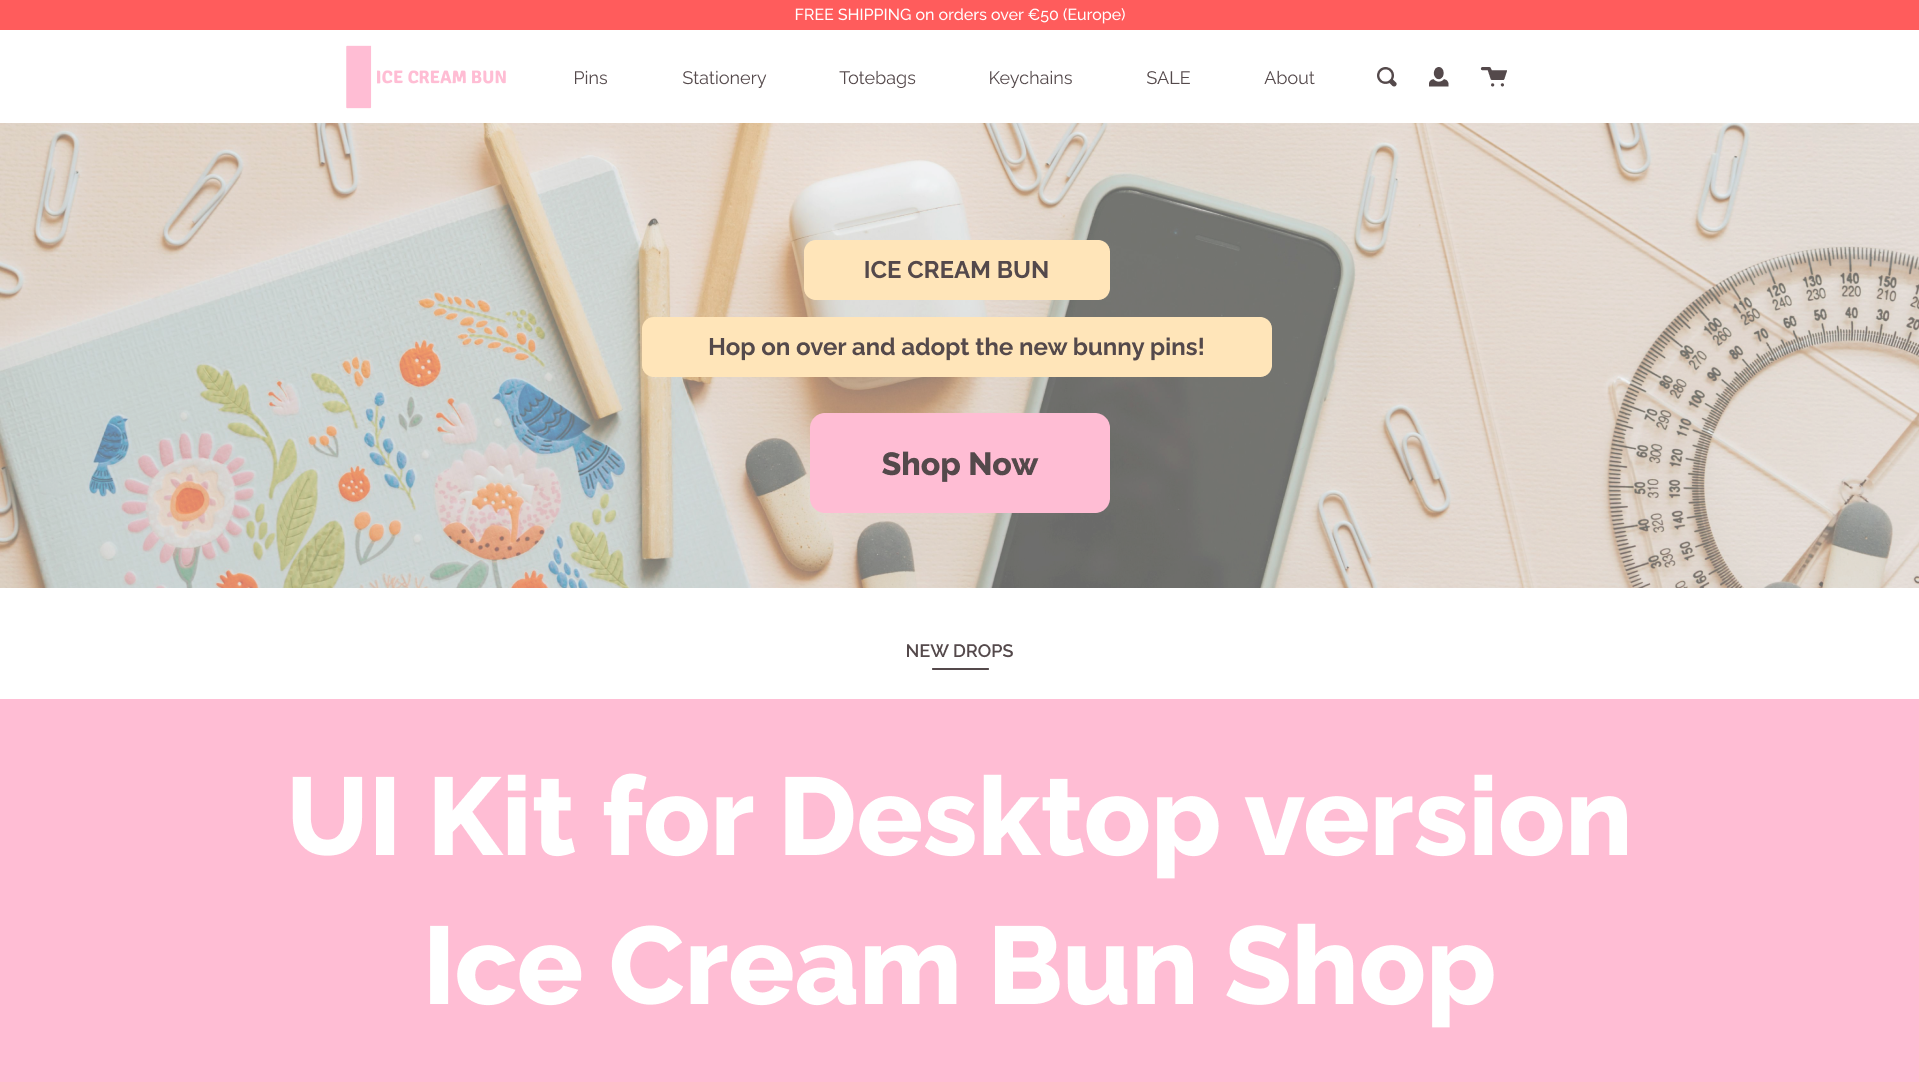 FREE SHIPPING on orders over €50 (Europe)
ICE CREAM BUN Pins Stationery Totebags Keychains SALE About
ICE CREAM BUN
Hop on over and adopt the new bunny pins!
Shop Now
NEW DROPS
UI Kit for Desktop version
Ice Cream Bun Shop